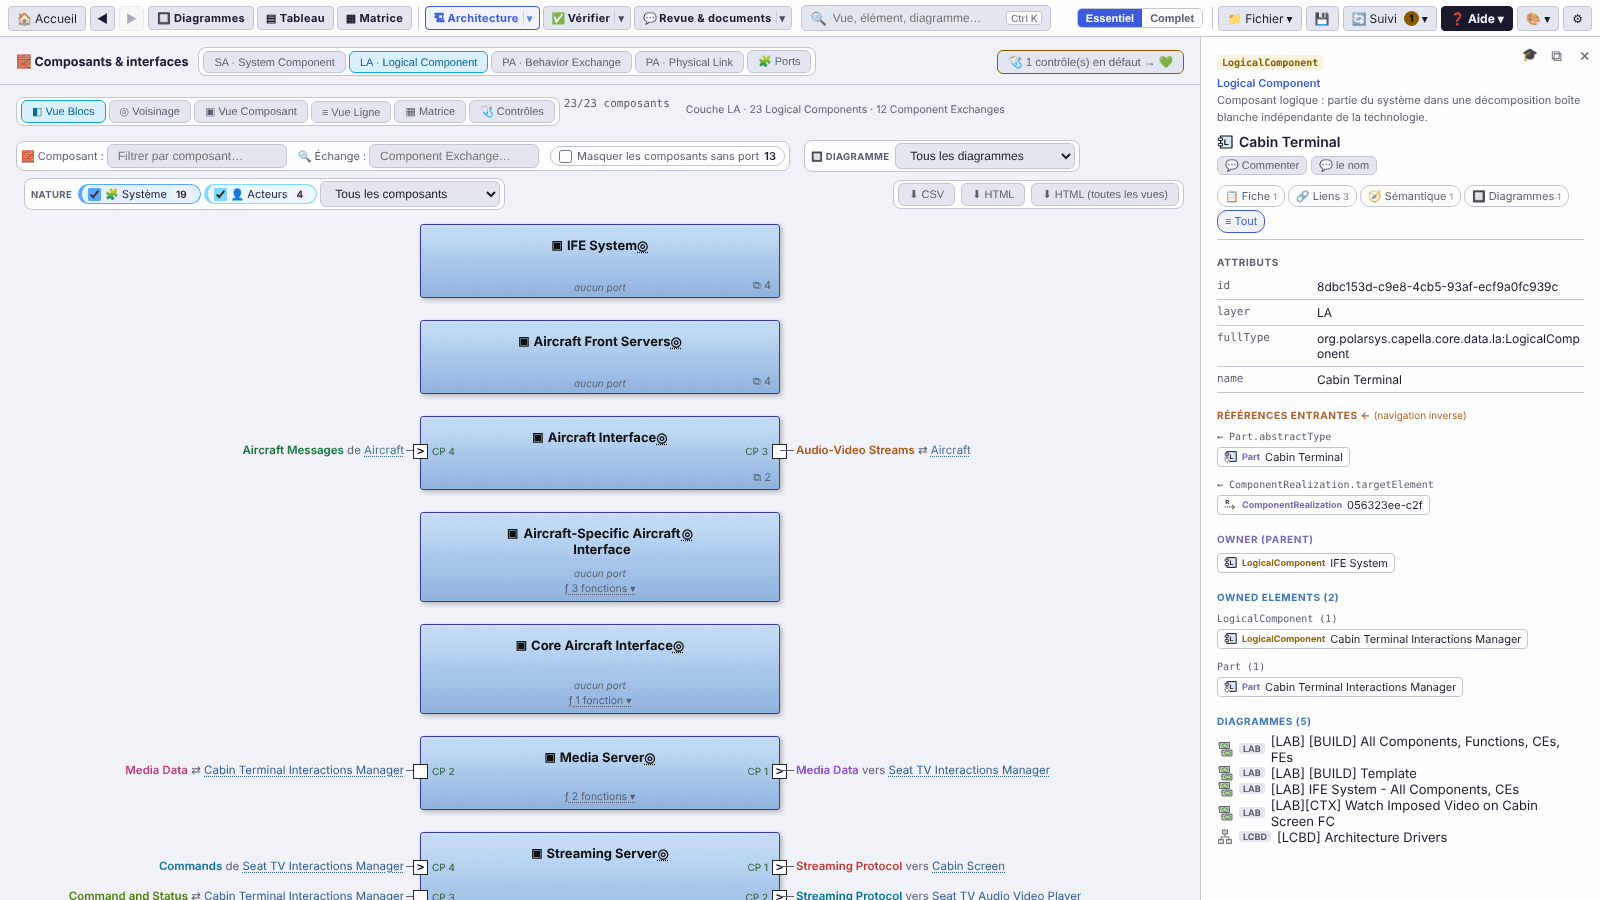 🏠 Accueil ◀ ▶ 🔲 Diagrammes ▤ Tableau ▦ Matrice 🏗 Architecture ▾ ✅ Vérifier ▾ 💬 Revue & documents ▾ 🔍 Vue, élément, diagramme… Ctrl K Essentiel Complet 📁 Fichier ▾ 💾 🔄 Suivi 1 ▾ ❓ Aide ▾ 🎨 ▾ ⚙
🧱 Composants & interfaces SA · System Component LA · Logical Component PA · Behavior Exchange PA · Physical Link 🧩 Ports 🩺 1 contrôle(s) en défaut → 💚
◧ Vue Blocs ◎ Voisinage ▣ Vue Composant ≡ Vue Ligne ▦ Matrice 🩺 Contrôles 23/23 composants Couche LA · 23 Logical Components · 12 Component Exchanges
🧱 Composant : Filtrer par composant… 🔍 Échange : Component Exchange… Masquer les composants sans port 13 🔲 DIAGRAMME Tous les diagrammes
NATURE 🧩 Système 19 👤 Acteurs 4 Tous les composants ⬇ CSV ⬇ HTML ⬇ HTML (toutes les vues)
▣ IFE System◎
aucun port ⧉ 4
▣ Aircraft Front Servers◎
aucun port ⧉ 4
▣ Aircraft Interface◎
Aircraft Messages de Aircraft > CP 4 CP 3 Audio-Video Streams ⇄ Aircraft
⧉ 2
▣ Aircraft-Specific Aircraft◎
Interface
aucun port
ƒ 3 fonctions ▾
▣ Core Aircraft Interface◎
aucun port
ƒ 1 fonction ▾
▣ Media Server◎
Media Data ⇄ Cabin Terminal Interactions Manager CP 2 CP 1 > Media Data vers Seat TV Interactions Manager
ƒ 2 fonctions ▾
▣ Streaming Server◎
Commands de Seat TV Interactions Manager > CP 4 CP 1 > Streaming Protocol vers Cabin Screen
Command and Status ⇄ Cabin Terminal Interactions Manager CP 3 CP 2 > Streaming Protocol vers Seat TV Audio Video Player
🎓 ⧉ ✕
LogicalComponent
Logical Component
Composant logique : partie du système dans une décomposition boîte
blanche indépendante de la technologie.
Cabin Terminal
💬 Commenter 💬 le nom
📋 Fiche 1 🔗 Liens 3 🧭 Sémantique 1 🔲 Diagrammes 1
≡ Tout
ATTRIBUTS
id 8dbc153d-c9e8-4cb5-93af-ecf9a0fc939c
layer LA
fullType org.polarsys.capella.core.data.la:LogicalComp
onent
name Cabin Terminal
RÉFÉRENCES ENTRANTES ← (navigation inverse)
← Part.abstractType
Part Cabin Terminal
← ComponentRealization.targetElement
ComponentRealization 056323ee-c2f
OWNER (PARENT)
LogicalComponent IFE System
OWNED ELEMENTS (2)
LogicalComponent (1)
LogicalComponent Cabin Terminal Interactions Manager
Part (1)
Part Cabin Terminal Interactions Manager
DIAGRAMMES (5)
LAB [LAB] [BUILD] All Components, Functions, CEs,
FEs
LAB [LAB] [BUILD] Template
LAB [LAB] IFE System - All Components, CEs
LAB [LAB][CTX] Watch Imposed Video on Cabin
Screen FC
LCBD [LCBD] Architecture Drivers